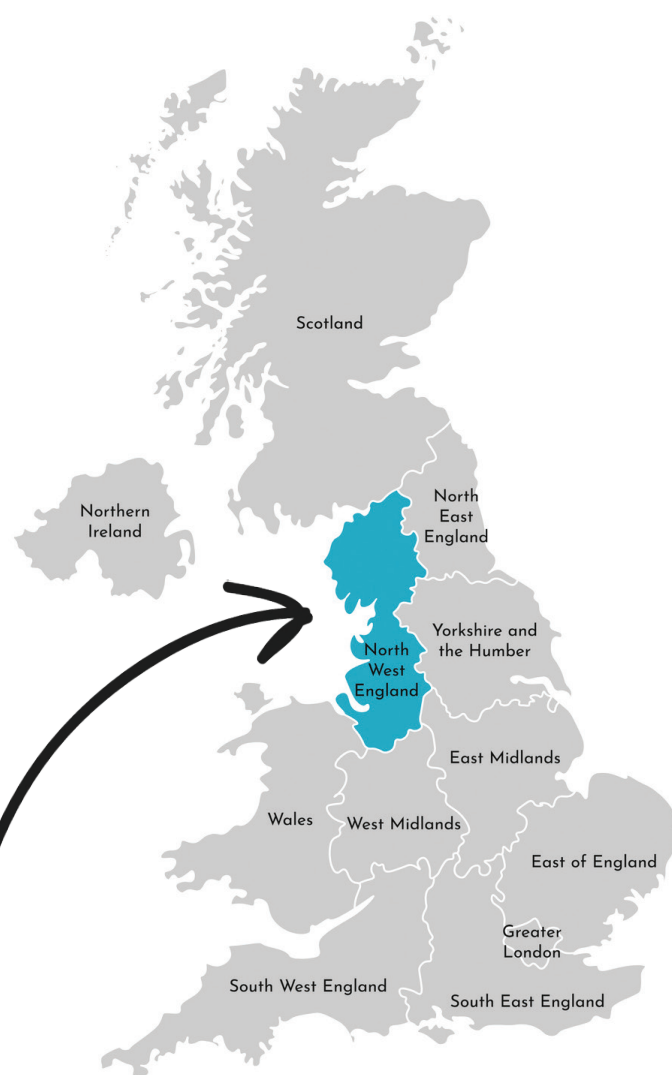 Scotland
Northern
Ireland
North
East
England
Yorkshire and
the Humber
North
West
England
East Midlands
Wales
West Midlands
East of England
Greater
London
South West England
South East England